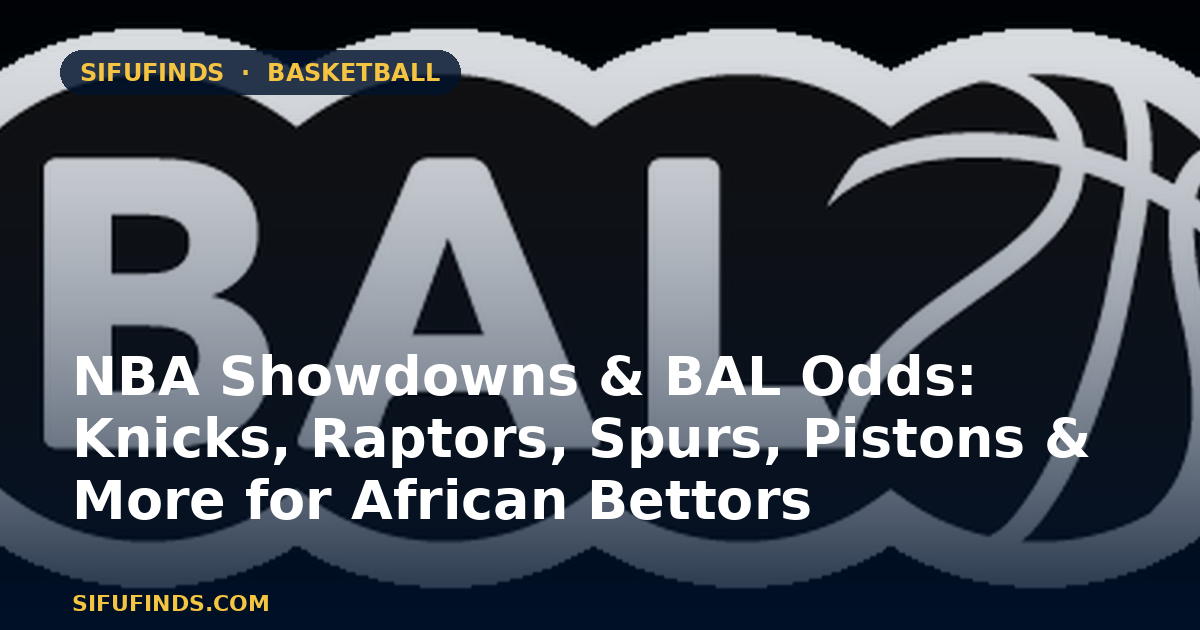 SIFUFINDS · BASKETBALL
BAL
NBA Showdowns & BAL Odds:
Knicks, Raptors, Spurs, Pistons &
More for African Bettors
SIFUFINDS.COM